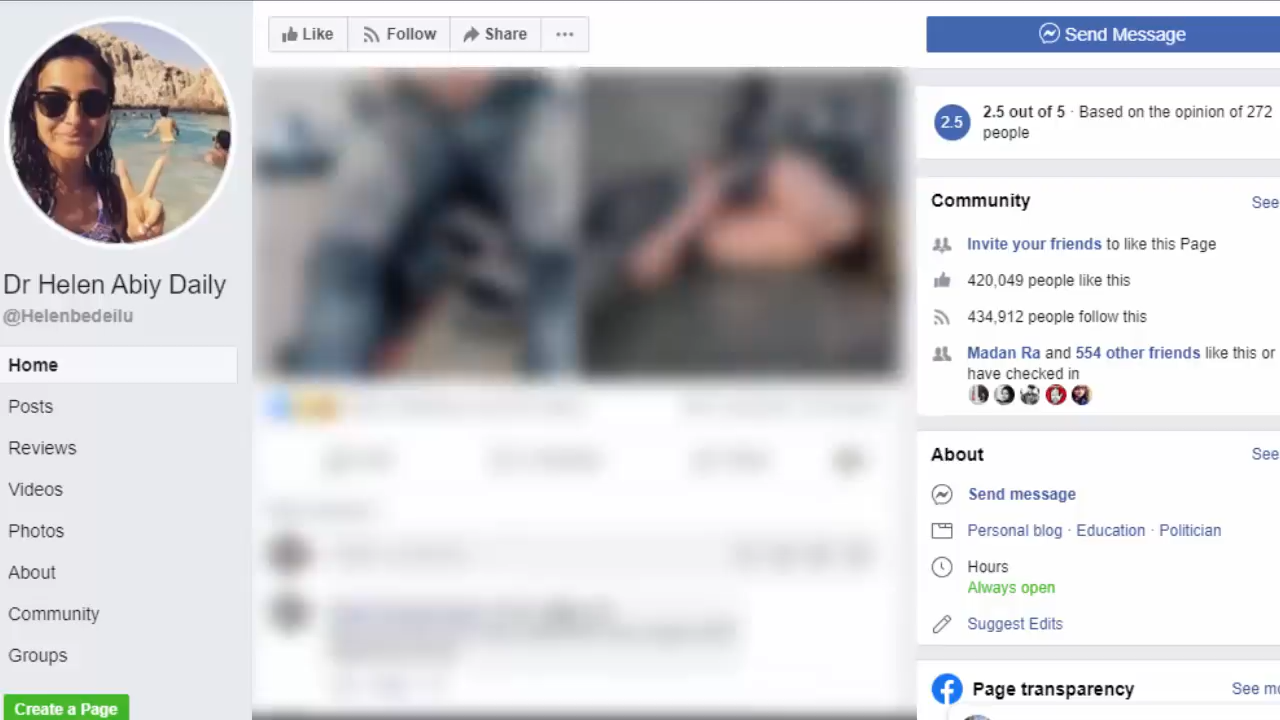 Like
Follow
Share
Send Message
Dr Helen Abiy Daily
@Helenbedeilu
Home
Posts
Reviews
Videos
Photos
About
Community
Groups
Create a Page
2.5
2.5 out of 5 · Based on the opinion of 272
people
Community
See
Invite your friends to like this Page
420,049 people like this
434,912 people follow this
Madan Ra and 554 other friends like this or
have checked in
About
See
Send message
Personal blog · Education · Politician
Hours
Always open
Suggest Edits
Page transparency
See mo